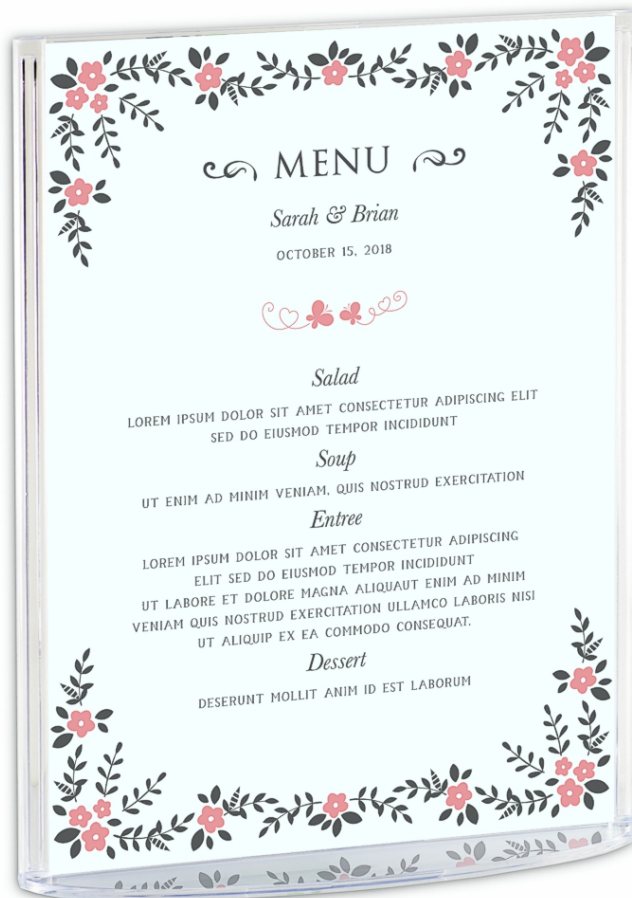 MENU
Sarah & Brian
OCTOBER 15, 2018
Salad
LOREM IPSUM DOLOR SIT AMET CONSECTETUR ADIPISCING ELIT
SED DO EIUSMOD TEMPOR INCIDIDUNT
Soup
UT ENIM AD MINIM VENIAM, QUIS NOSTRUD EXERCITATION
Entree
LOREM IPSUM DOLOR SIT AMET CONSECTETUR ADIPISCING
ELIT SED DO EIUSMOD TEMPOR INCIDIDUNT
UT LABORE ET DOLORE MAGNA ALIQUAUT ENIM AD MINIM
VENIAM QUIS NOSTRUD EXERCITATION ULLAMCO LABORIS NISI
UT ALIQUIP EX EA COMMODO CONSEQUAT.
Dessert
DESERUNT MOLLIT ANIM ID EST LABORUM